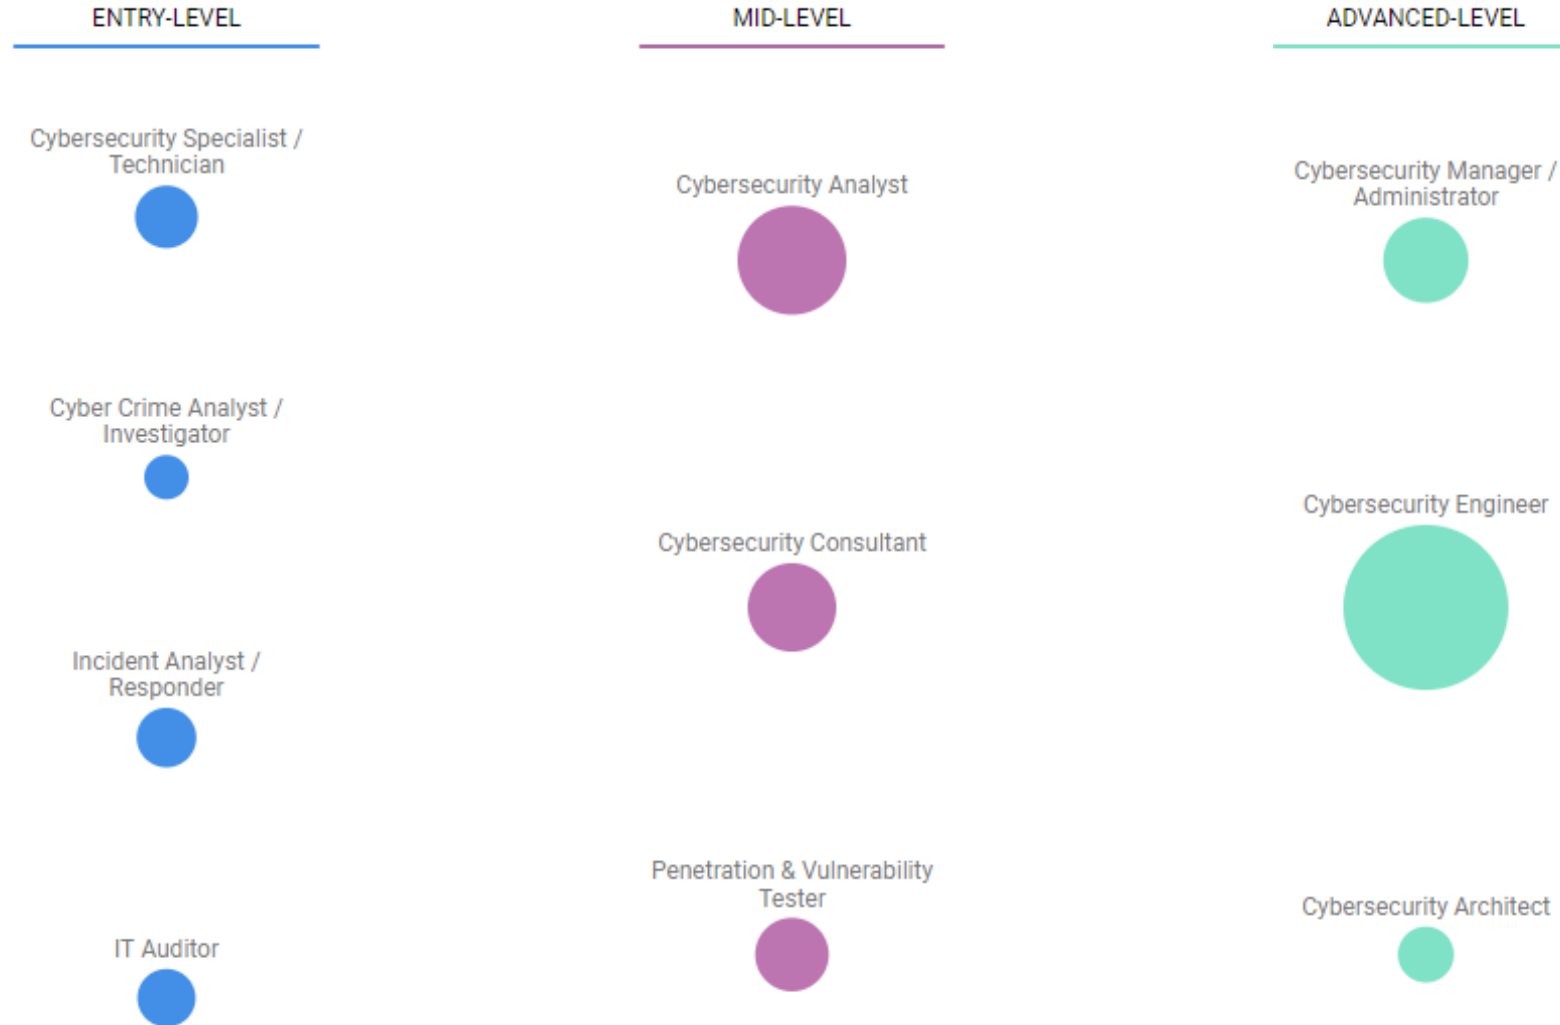 ENTRY-LEVEL
MID-LEVEL
ADVANCED-LEVEL
Cybersecurity Specialist /
Technician
Cyber Crime Analyst /
Investigator
Incident Analyst /
Responder
IT Auditor
Cybersecurity Analyst
Cybersecurity Consultant
Penetration & Vulnerability
Tester
Cybersecurity Manager /
Administrator
Cybersecurity Engineer
Cybersecurity Architect